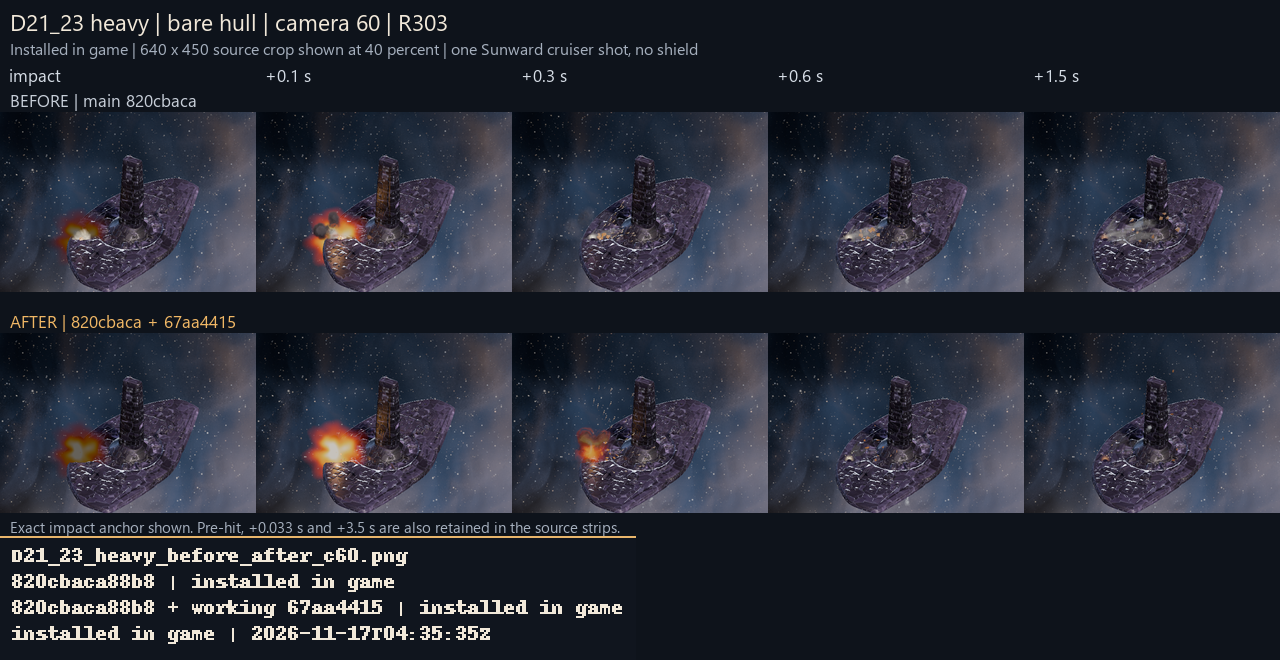 D21_23 heavy | bare hull | camera 60 | R303
Installed in game | 640 x 450 source crop shown at 40 percent | one Sunward cruiser shot, no shield
impact +0.1 s +0.3 s +0.6 s +1.5 s
BEFORE | main 820cbaca
AFTER | 820cbaca + 67aa4415
Exact impact anchor shown. Pre-hit, +0.033 s and +3.5 s are also retained in the source strips.
D21_23_heavy_before_after_c60.png
820cbaca88b8 | installed in game
820cbaca88b8 + working 67aa4415 | installed in game
installed in game | 2026-11-17T04:35:35Z